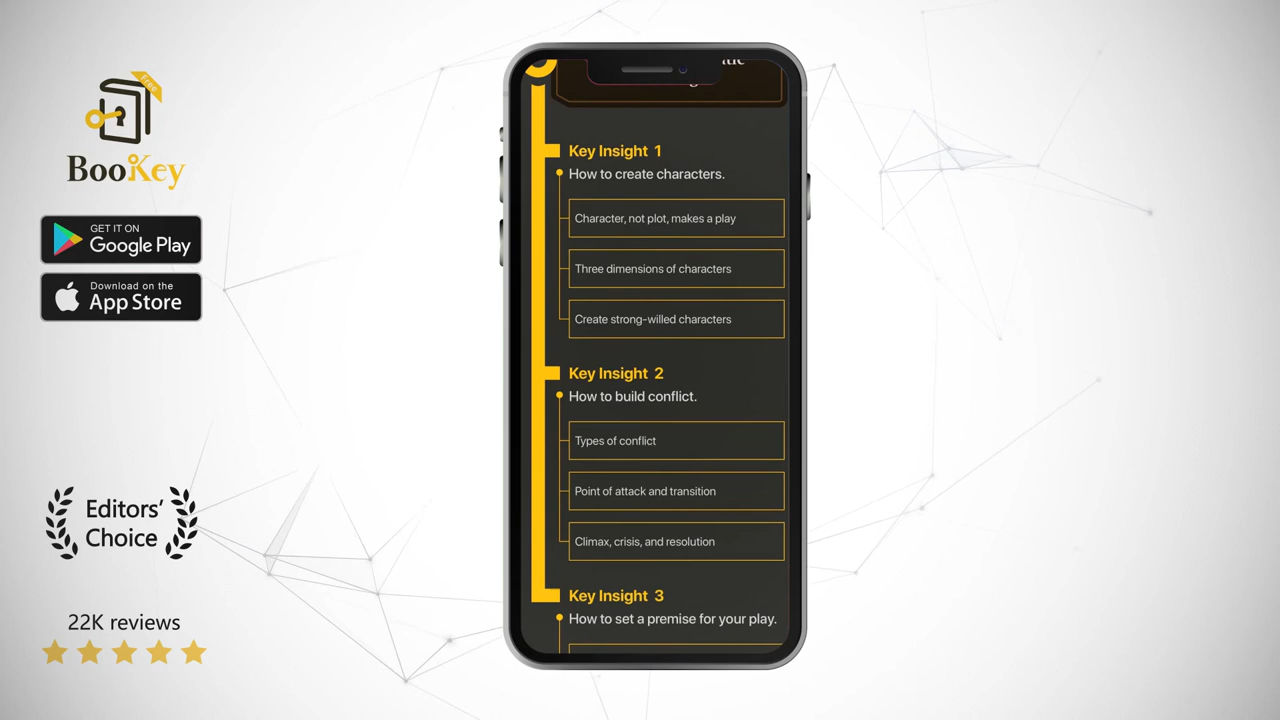 Free
BooKey
GET IT ON
Google Play
Download on the
App Store
Editors'
Choice
22K reviews
Key Insight 1
How to create characters.
Character, not plot, makes a play
Three dimensions of characters
Create strong-willed characters
Key Insight 2
How to build conflict.
Types of conflict
Point of attack and transition
Climax, crisis, and resolution
Key Insight 3
How to set a premise for your play.